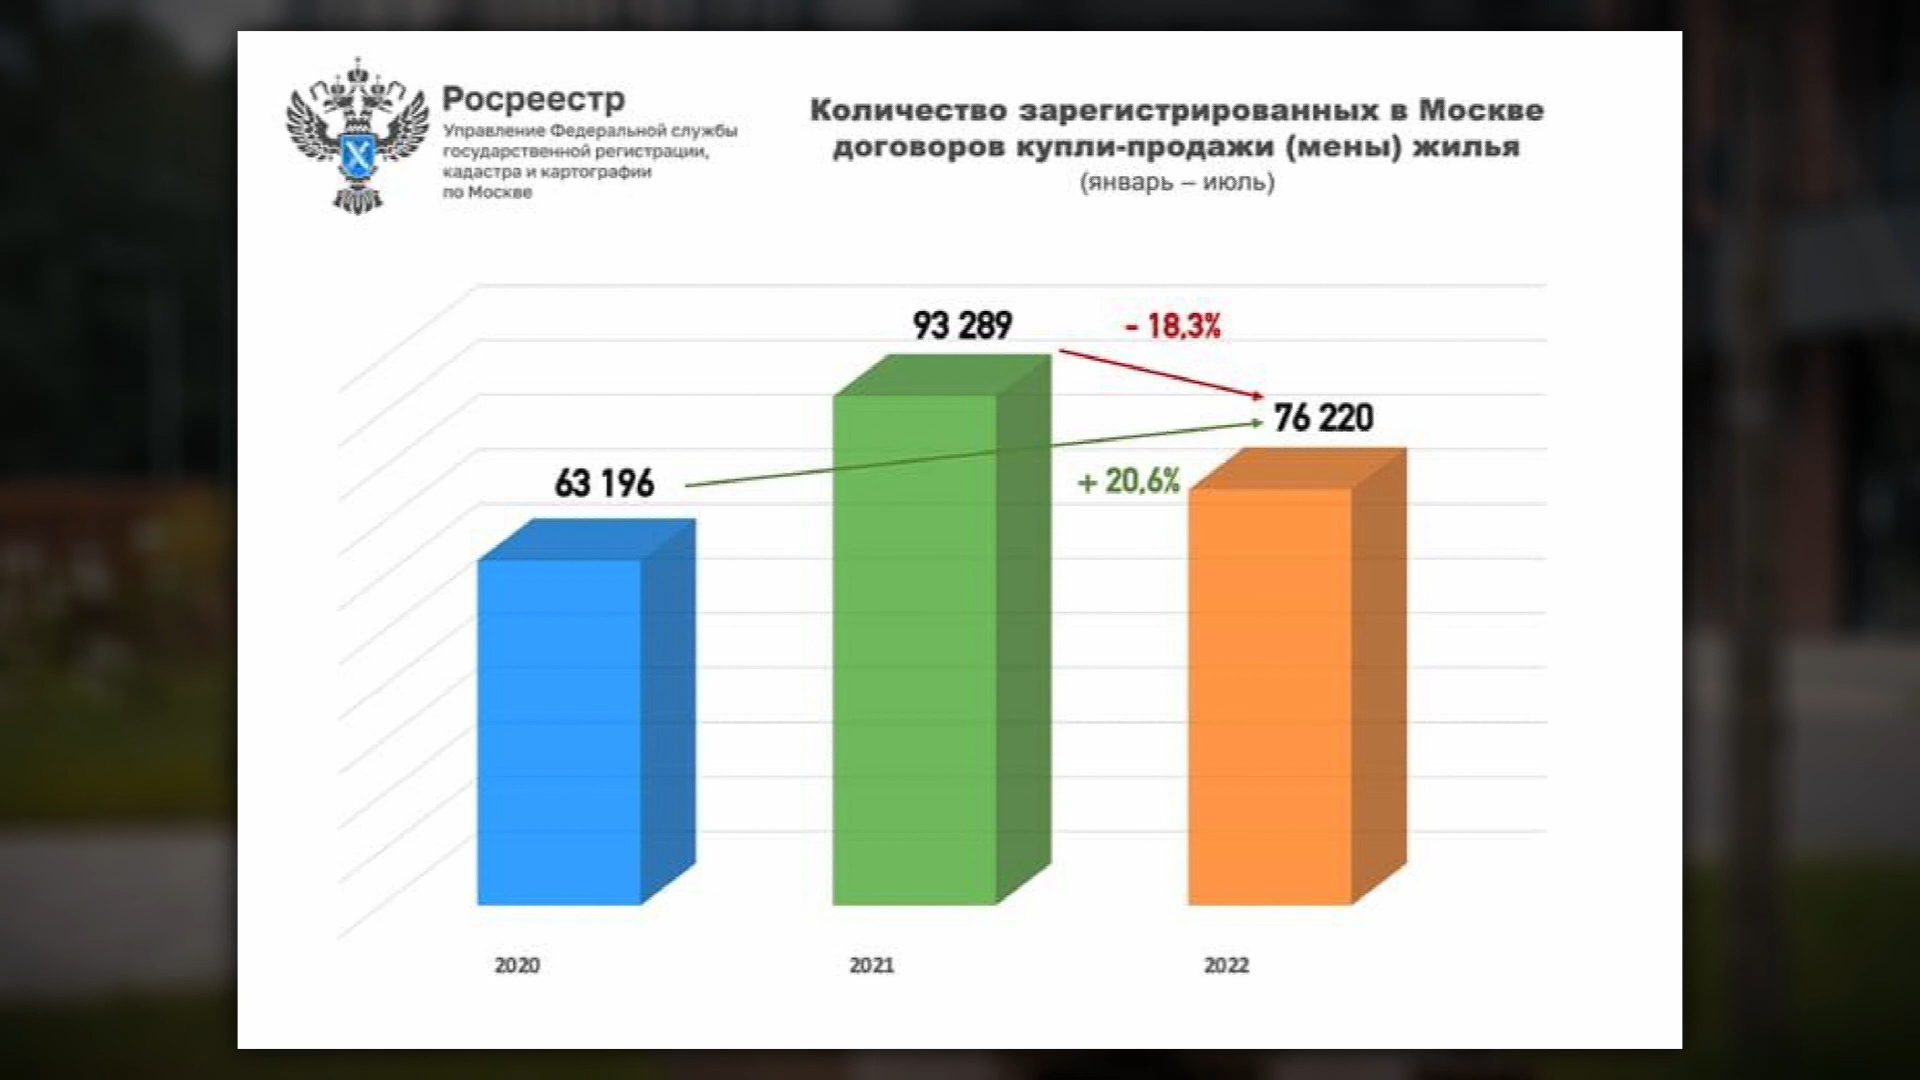 Росреестр
Управление Федеральной службы
государственной регистрации,
кадастра и картографии
по Москве
Количество зарегистрированных в Москве
договоров купли-продажи (мены) жилья
(январь – июль)
93 289
- 18,3%
76 220
63 196
+ 20,6%
2020
2021
2022